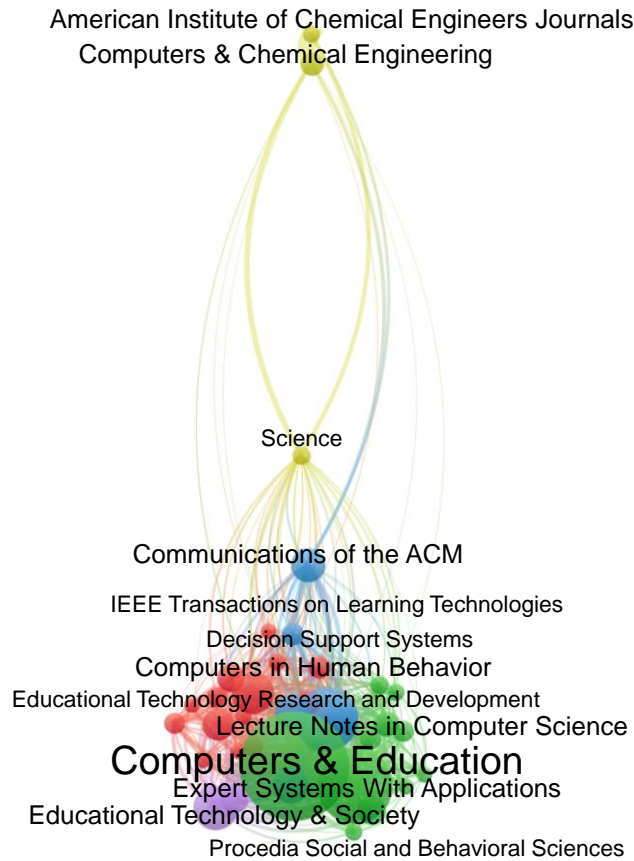 American Institute of Chemical Engineers Journals
Computers & Chemical Engineering
Science
Communications of the ACM
IEEE Transactions on Learning Technologies
Decision Support Systems
Computers in Human Behavior
Educational Technology Research and Development
Lecture Notes in Computer Science
Computers & Education
Expert Systems With Applications
Educational Technology & Society
Procedia Social and Behavioral Sciences